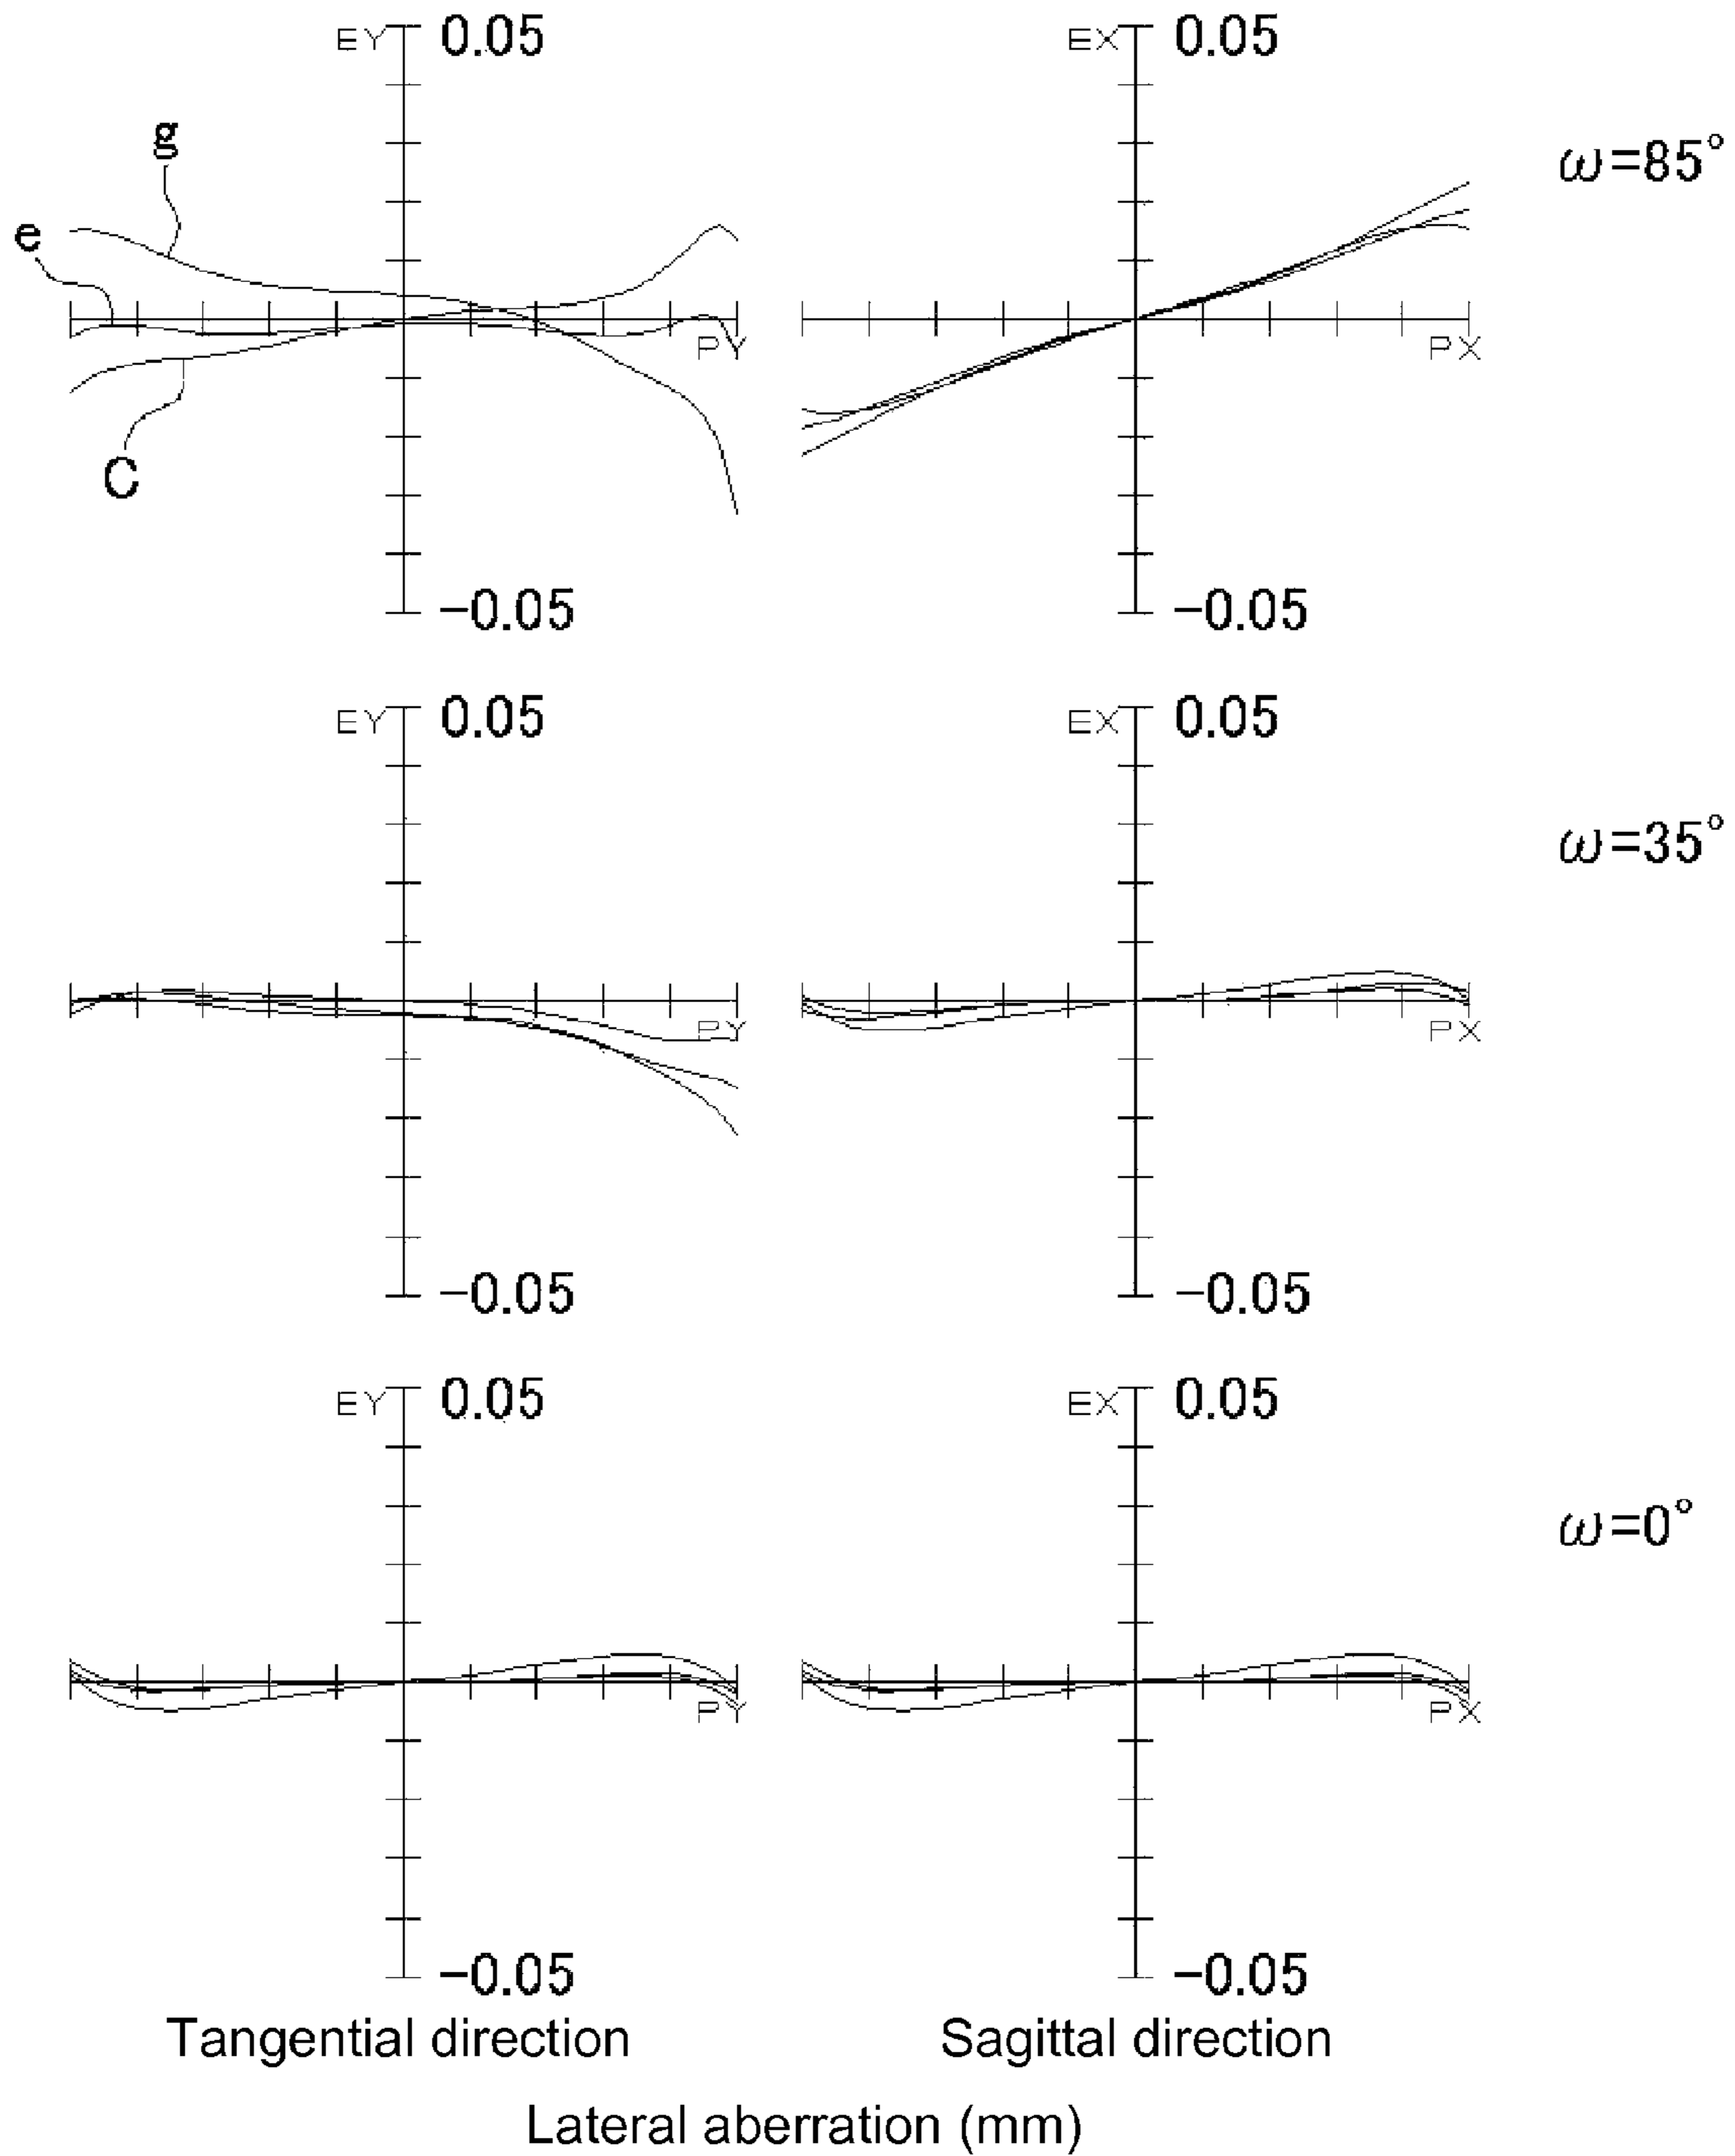 EY 0.05 EX 0.05
g
ω=85°
e
PY PX
C
-0.05 -0.05
EY 0.05 EX 0.05
ω=35°
PY PX
-0.05 -0.05
EY 0.05 EX 0.05
ω=0°
PY PX
-0.05 -0.05
Tangential direction Sagittal direction
Lateral aberration (mm)